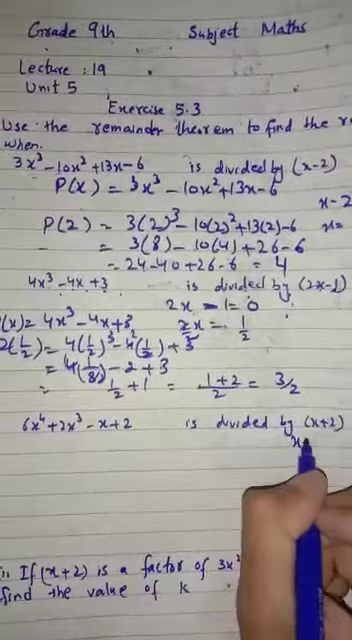 Grade 9th Subject Maths
Lecture : 19
Unit 5
Exercise 5.3
Use the remainder theorem to find the
when.
3x³ - 10x² + 13x - 6 is divided by (x-2)
P(x) = 3x³ - 10x² + 13x - 6
x - 2
P(2) = 3(2)³ - 10(2)² + 13(2) - 6
x=
= 3(8) - 10(4) + 26 - 6
= 24 - 40 + 26 - 6 = 4
4x³ - 4x + 3 is divided by (2x-1)
2x - 1 = 0
(x) = 4x³ - 4x + 3
2x = 1/2
(1/2) = 4(1/2)³ - 4(1/2) + 3
= 4(1/8) - 2 + 3
= 1/2 + 1 = 1+2/2 = 3/2
6x⁴ + 2x³ - x + 2 is divided by (x+2)
x
If (x+2) is a factor of 3x²
find the value of k